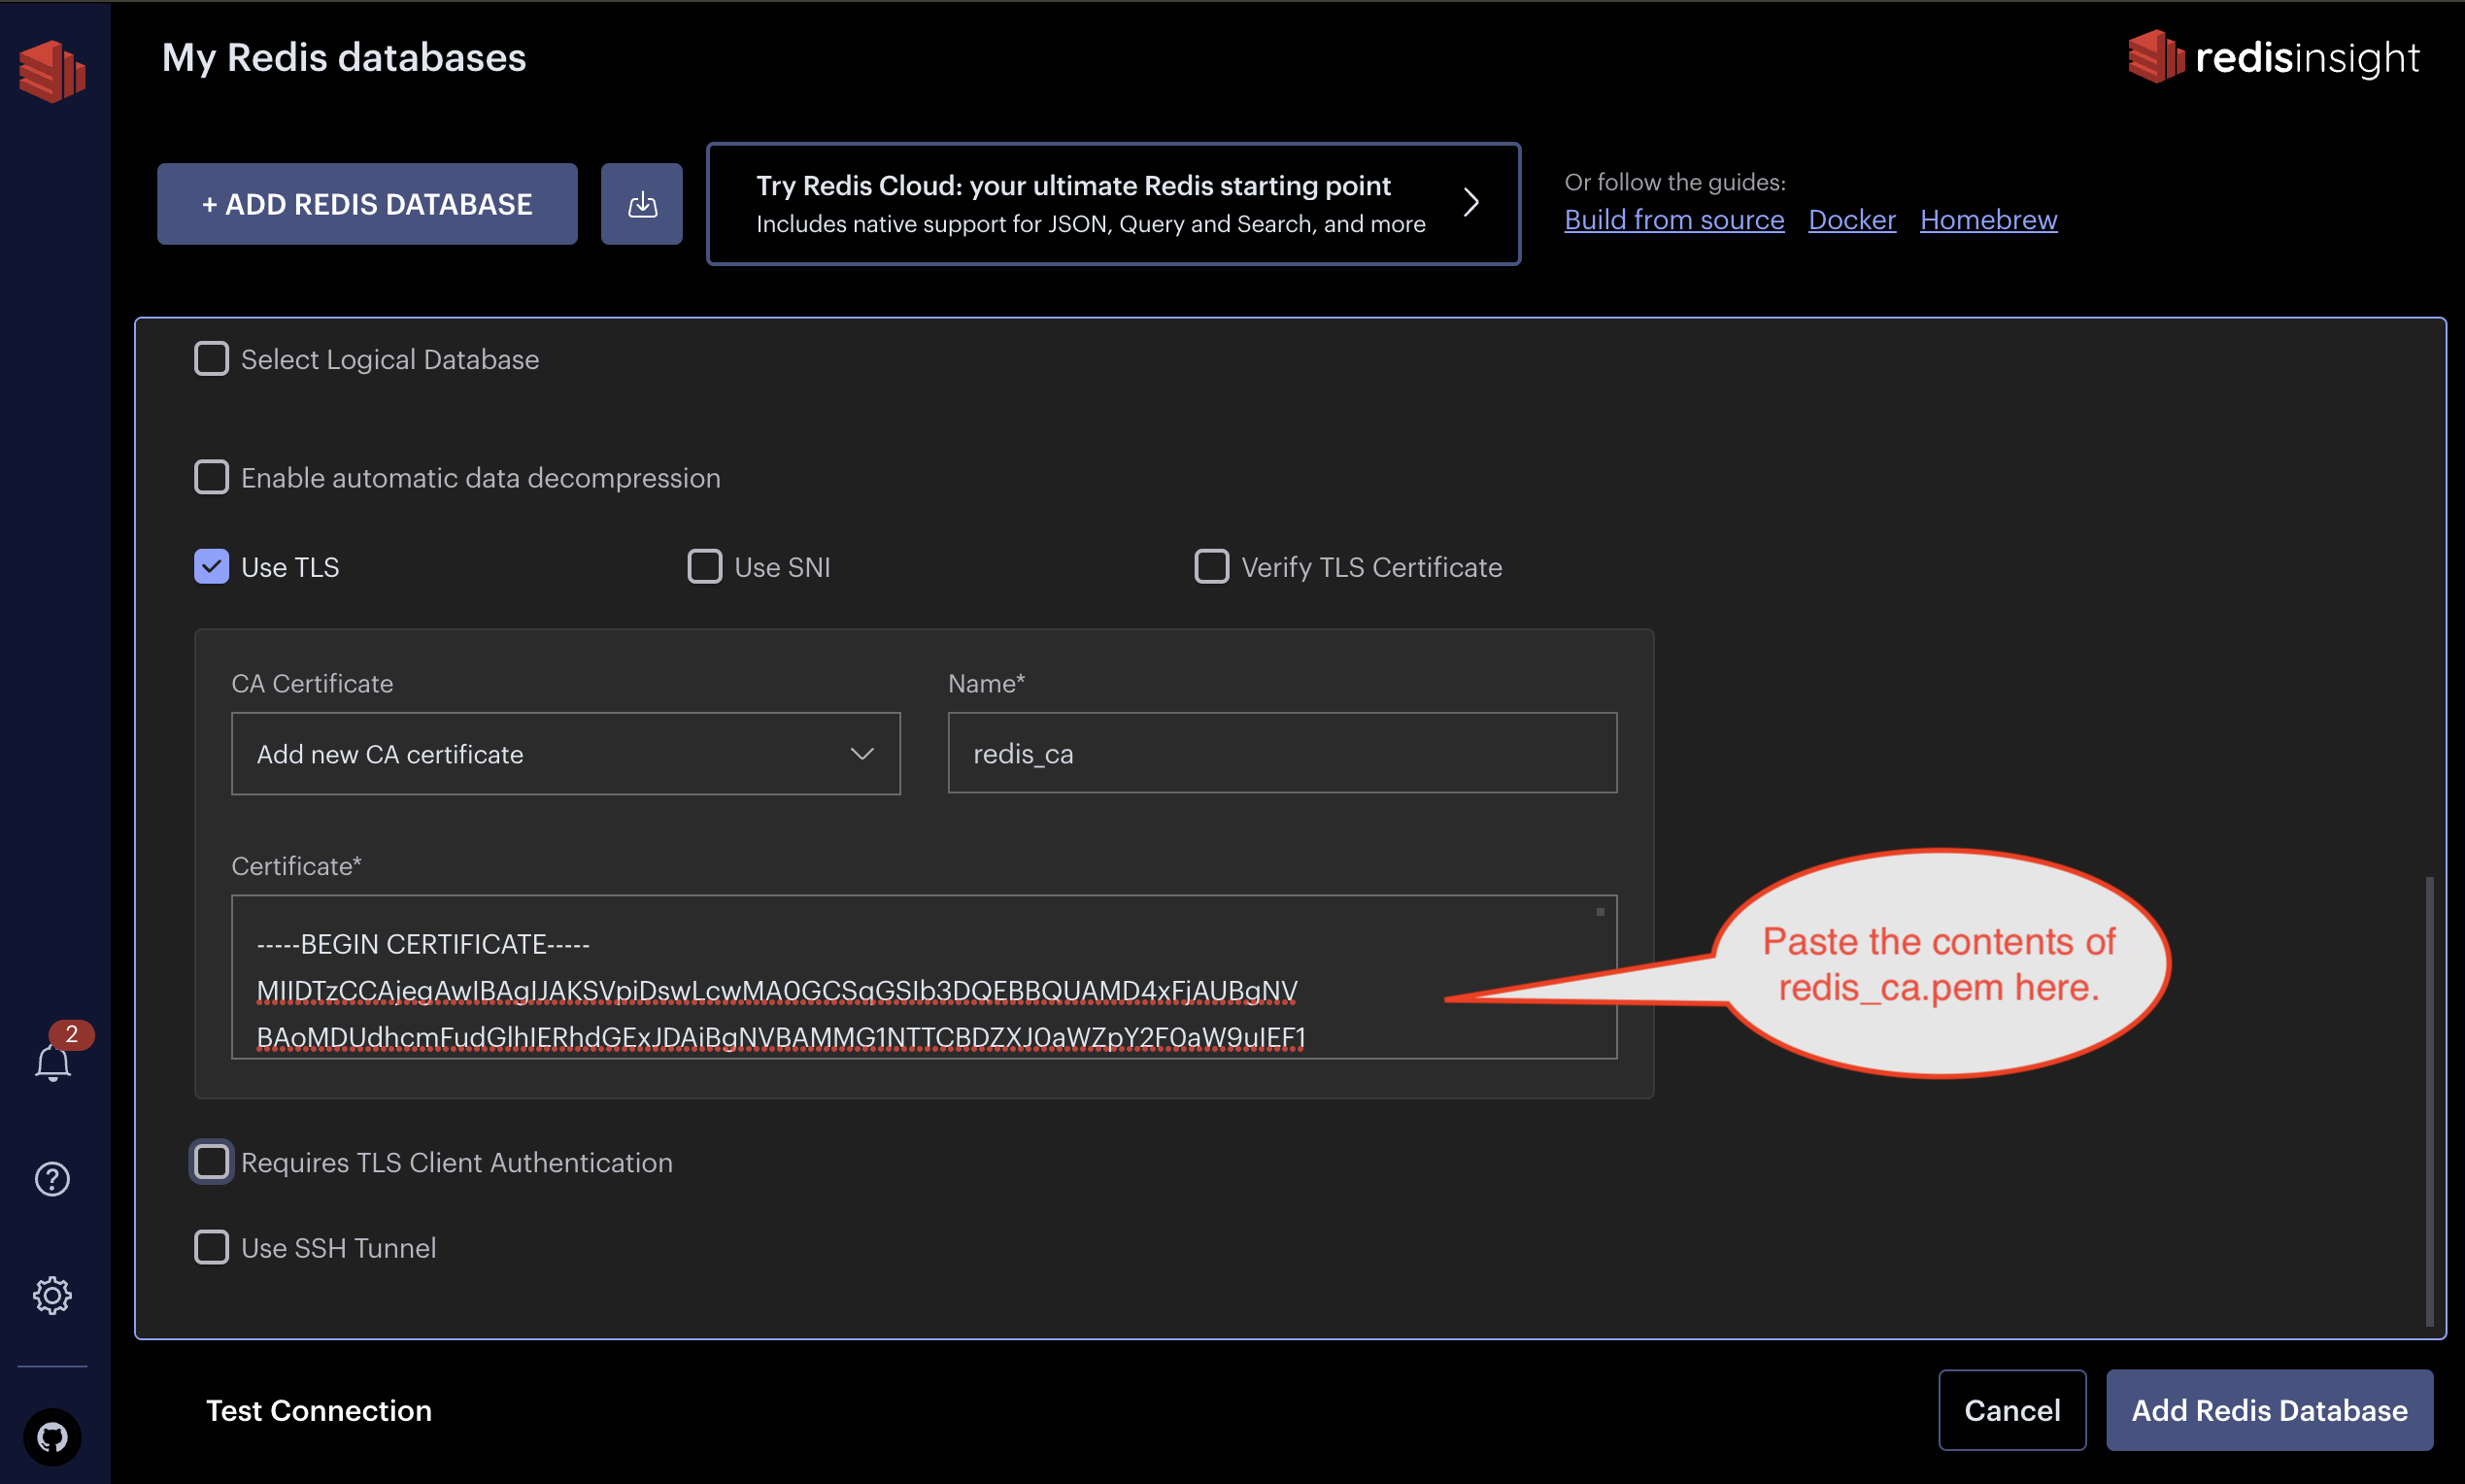 My Redis databases
redisinsight
+ ADD REDIS DATABASE
Try Redis Cloud: your ultimate Redis starting point
Includes native support for JSON, Query and Search, and more
Or follow the guides:
Build from source Docker Homebrew
Select Logical Database
Enable automatic data decompression
Use TLS
Use SNI
Verify TLS Certificate
CA Certificate
Name*
Add new CA certificate
redis_ca
Certificate*
-----BEGIN CERTIFICATE-----
MIIDTzCCAjegAwIBAgIJAKSVpiDswLcwMA0GCSqGSIb3DQEBBQUAMD4xFjAUBgNV
BAoMDUdhcmFudGlhIERhdGExJDAiBgNVBAMMG1NTTCBDZXJ0aWZpY2F0aW9uIEF1
Paste the contents of
redis_ca.pem here.
Requires TLS Client Authentication
Use SSH Tunnel
2
Test Connection
Cancel
Add Redis Database